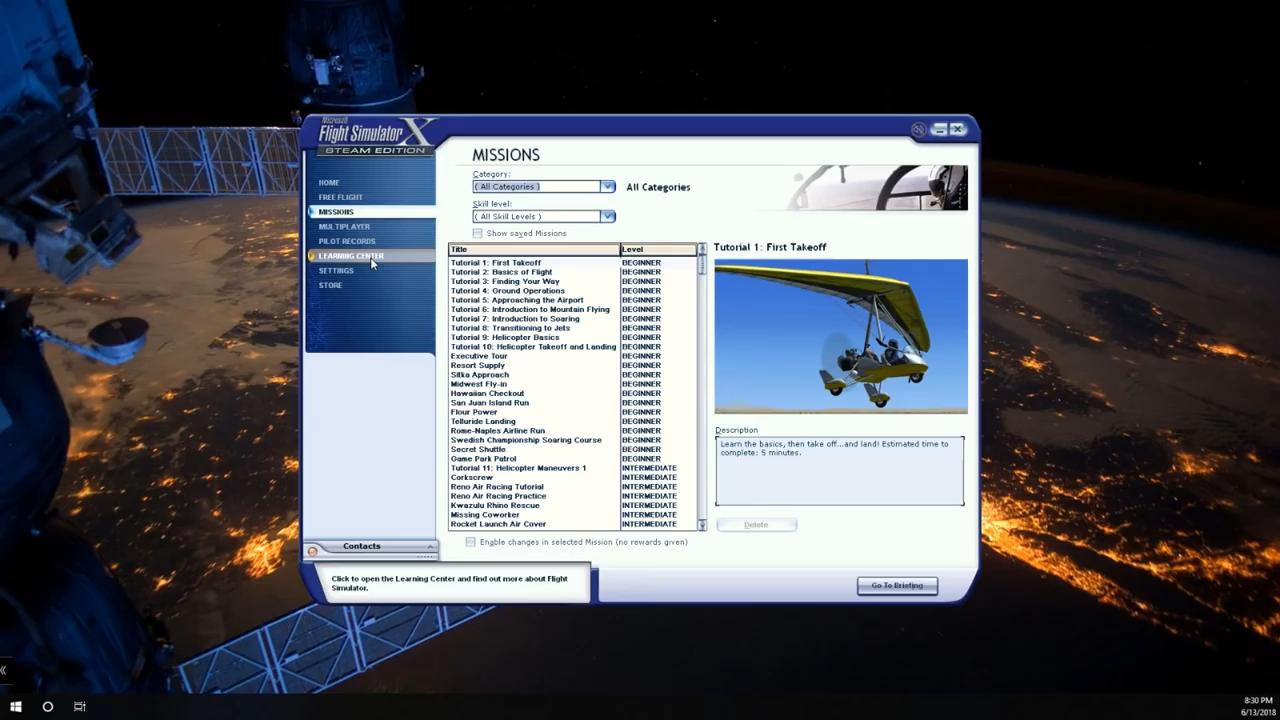 Microsoft
Flight Simulator X
STEAM EDITION
HOME
FREE FLIGHT
MISSIONS
MULTIPLAYER
PILOT RECORDS
LEARNING CENTER
SETTINGS
STORE
Contacts
Click to open the Learning Center and find out more about Flight
Simulator.
MISSIONS
Category:
( All Categories )
All Categories
Skill level:
( All Skill Levels )
Show saved Missions
Title Level
Tutorial 1: First Takeoff BEGINNER
Tutorial 2: Basics of Flight BEGINNER
Tutorial 3: Finding Your Way BEGINNER
Tutorial 4: Ground Operations BEGINNER
Tutorial 5: Approaching the Airport BEGINNER
Tutorial 6: Introduction to Mountain Flying BEGINNER
Tutorial 7: Introduction to Soaring BEGINNER
Tutorial 8: Transitioning to Jets BEGINNER
Tutorial 9: Helicopter Basics BEGINNER
Tutorial 10: Helicopter Takeoff and Landing BEGINNER
Executive Tour BEGINNER
Resort Supply BEGINNER
Sitka Approach BEGINNER
Midwest Fly-in BEGINNER
Hawaiian Checkout BEGINNER
San Juan Island Run BEGINNER
Flour Power BEGINNER
Telluride Landing BEGINNER
Rome-Naples Airline Run BEGINNER
Swedish Championship Soaring Course BEGINNER
Secret Shuttle BEGINNER
Game Park Patrol BEGINNER
Tutorial 11: Helicopter Maneuvers 1 INTERMEDIATE
Corkscrew INTERMEDIATE
Reno Air Racing Tutorial INTERMEDIATE
Reno Air Racing Practice INTERMEDIATE
Kwazulu Rhino Rescue INTERMEDIATE
Missing Coworker INTERMEDIATE
Rocket Launch Air Cover INTERMEDIATE
Enable changes in selected Mission (no rewards given)
Tutorial 1: First Takeoff
Description
Learn the basics, then take off...and land! Estimated time to
complete: 5 minutes.
Delete
Go To Briefing
8:30 PM
6/13/2018